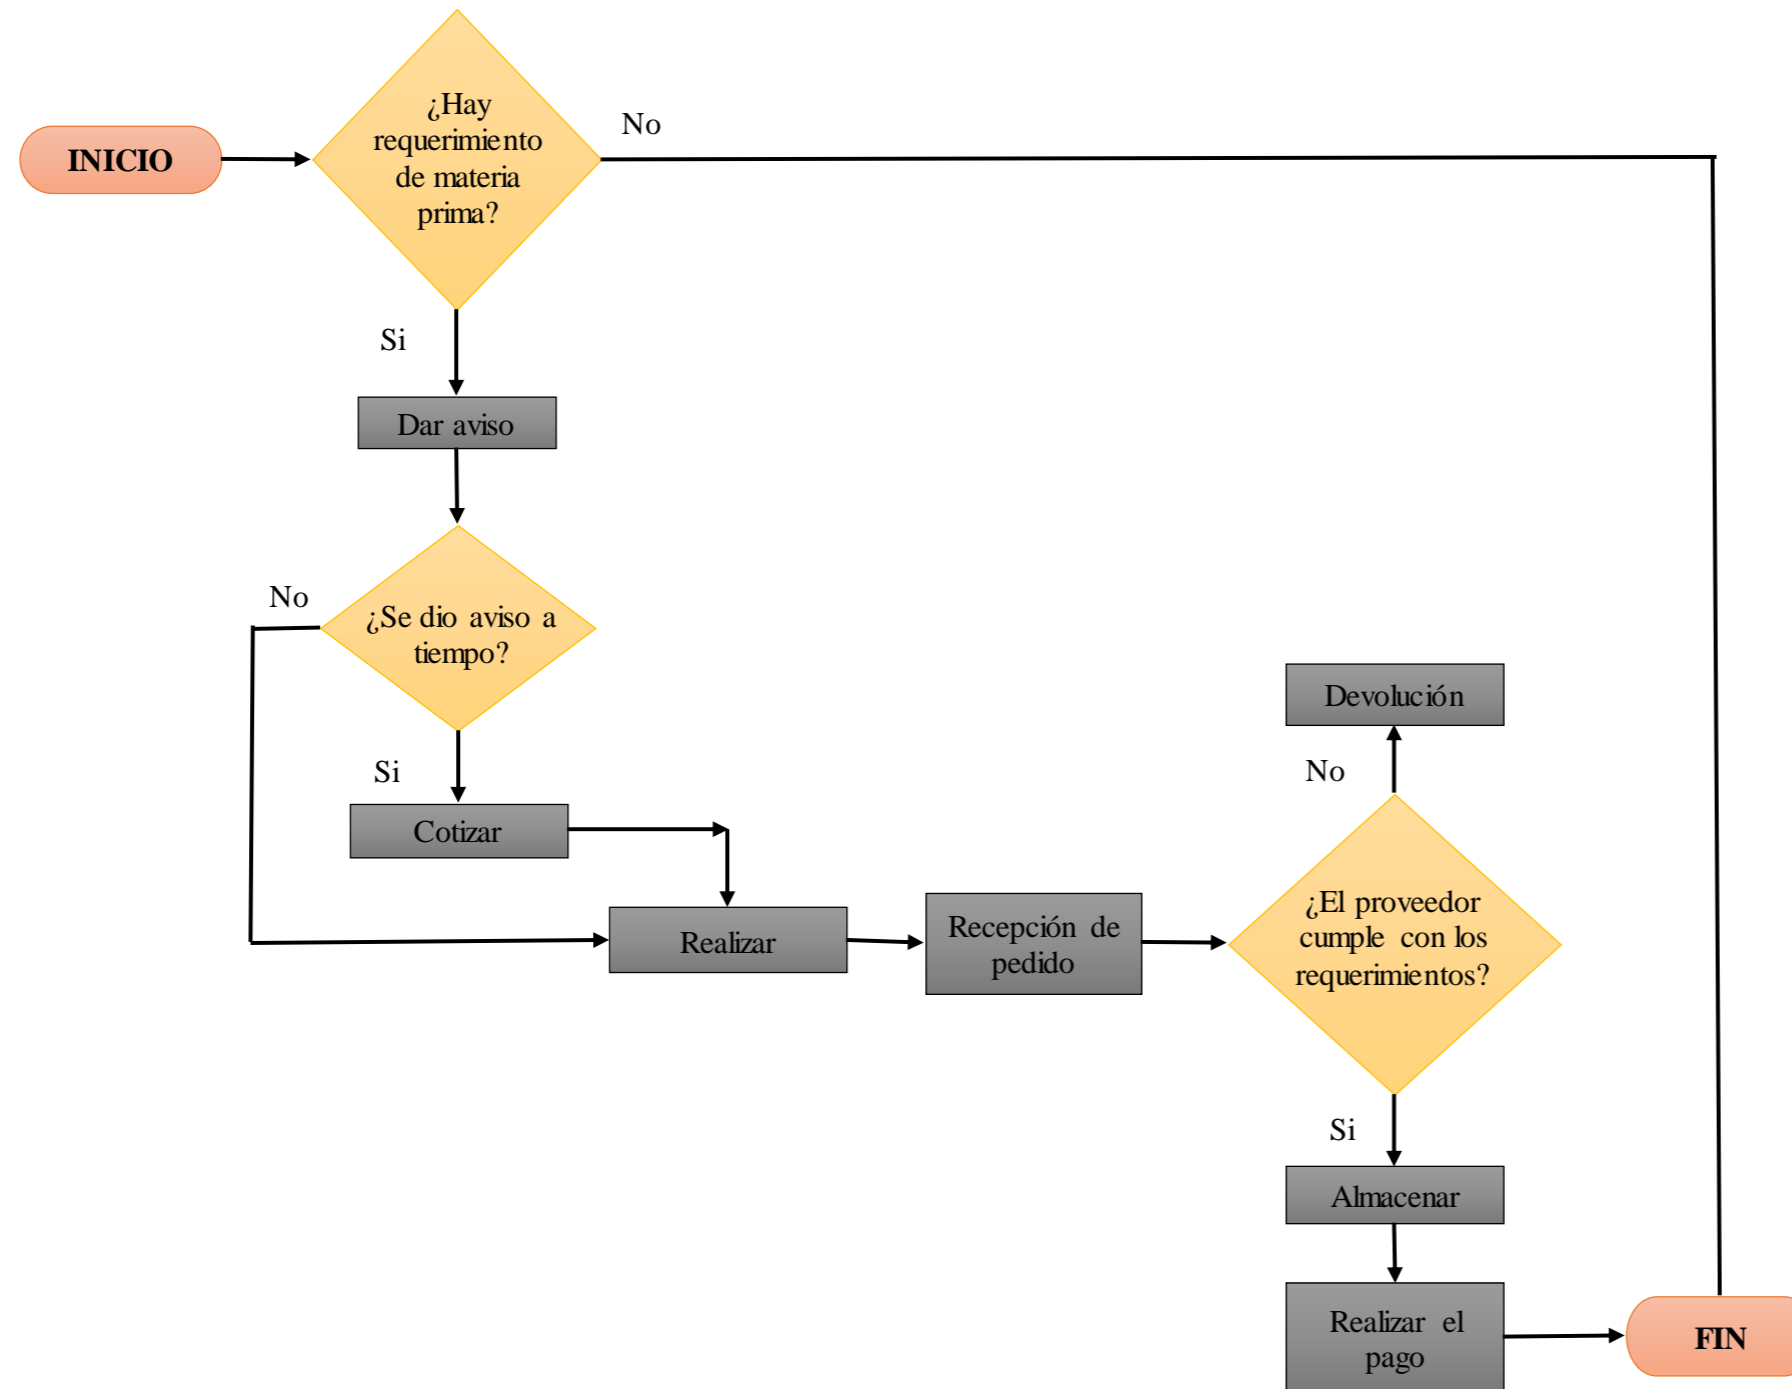 INICIO
¿Hay
requerimiento
de materia
prima?
No
Si
Dar aviso
¿Se dio aviso a
tiempo?
No
Si
Cotizar
Realizar
Recepción de
pedido
¿El proveedor
cumple con los
requerimientos?
No
Devolución
Si
Almacenar
Realizar el
pago
FIN